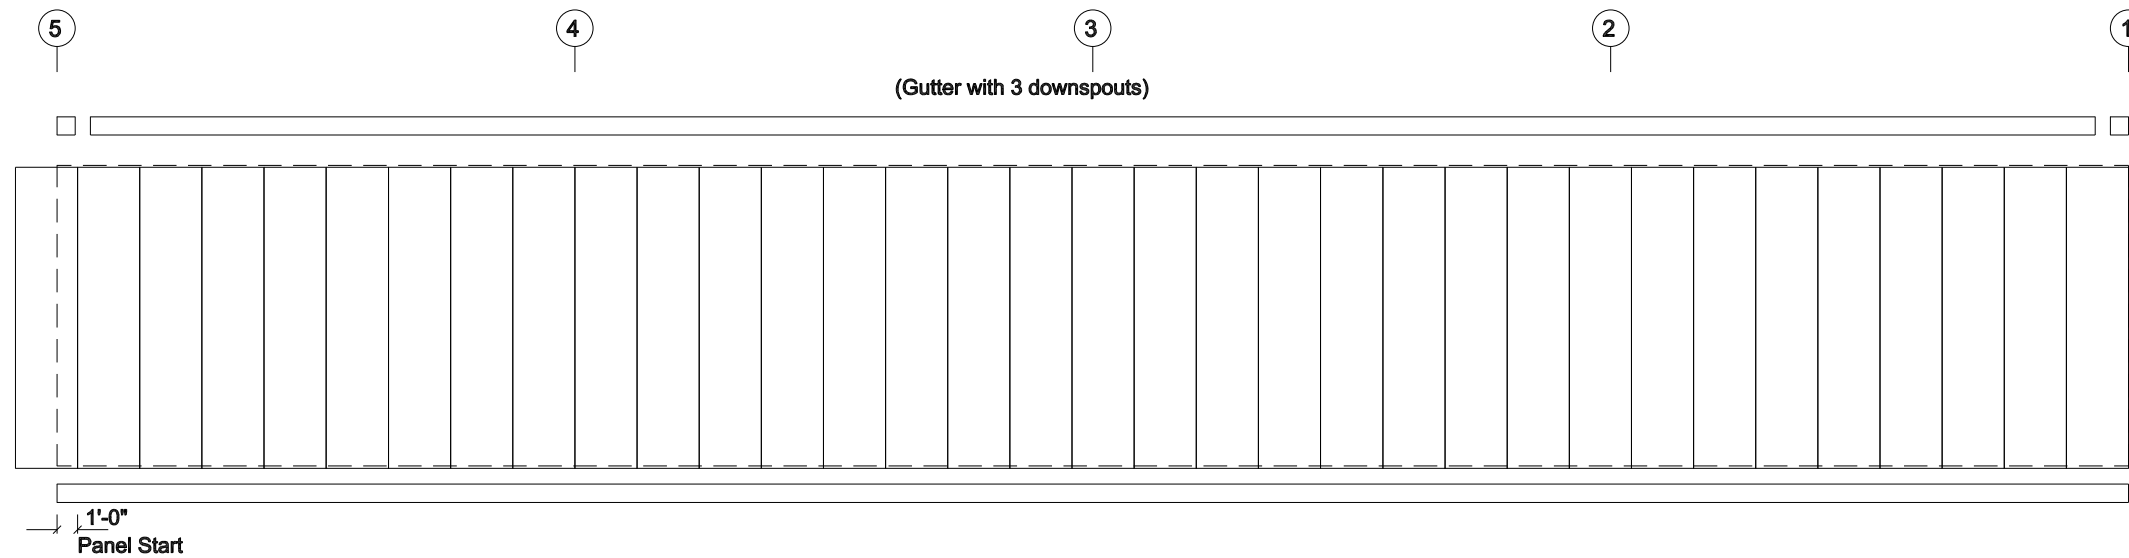 5 4 3 2 1
(Gutter with 3 downspouts)
1'-0"
Panel Start